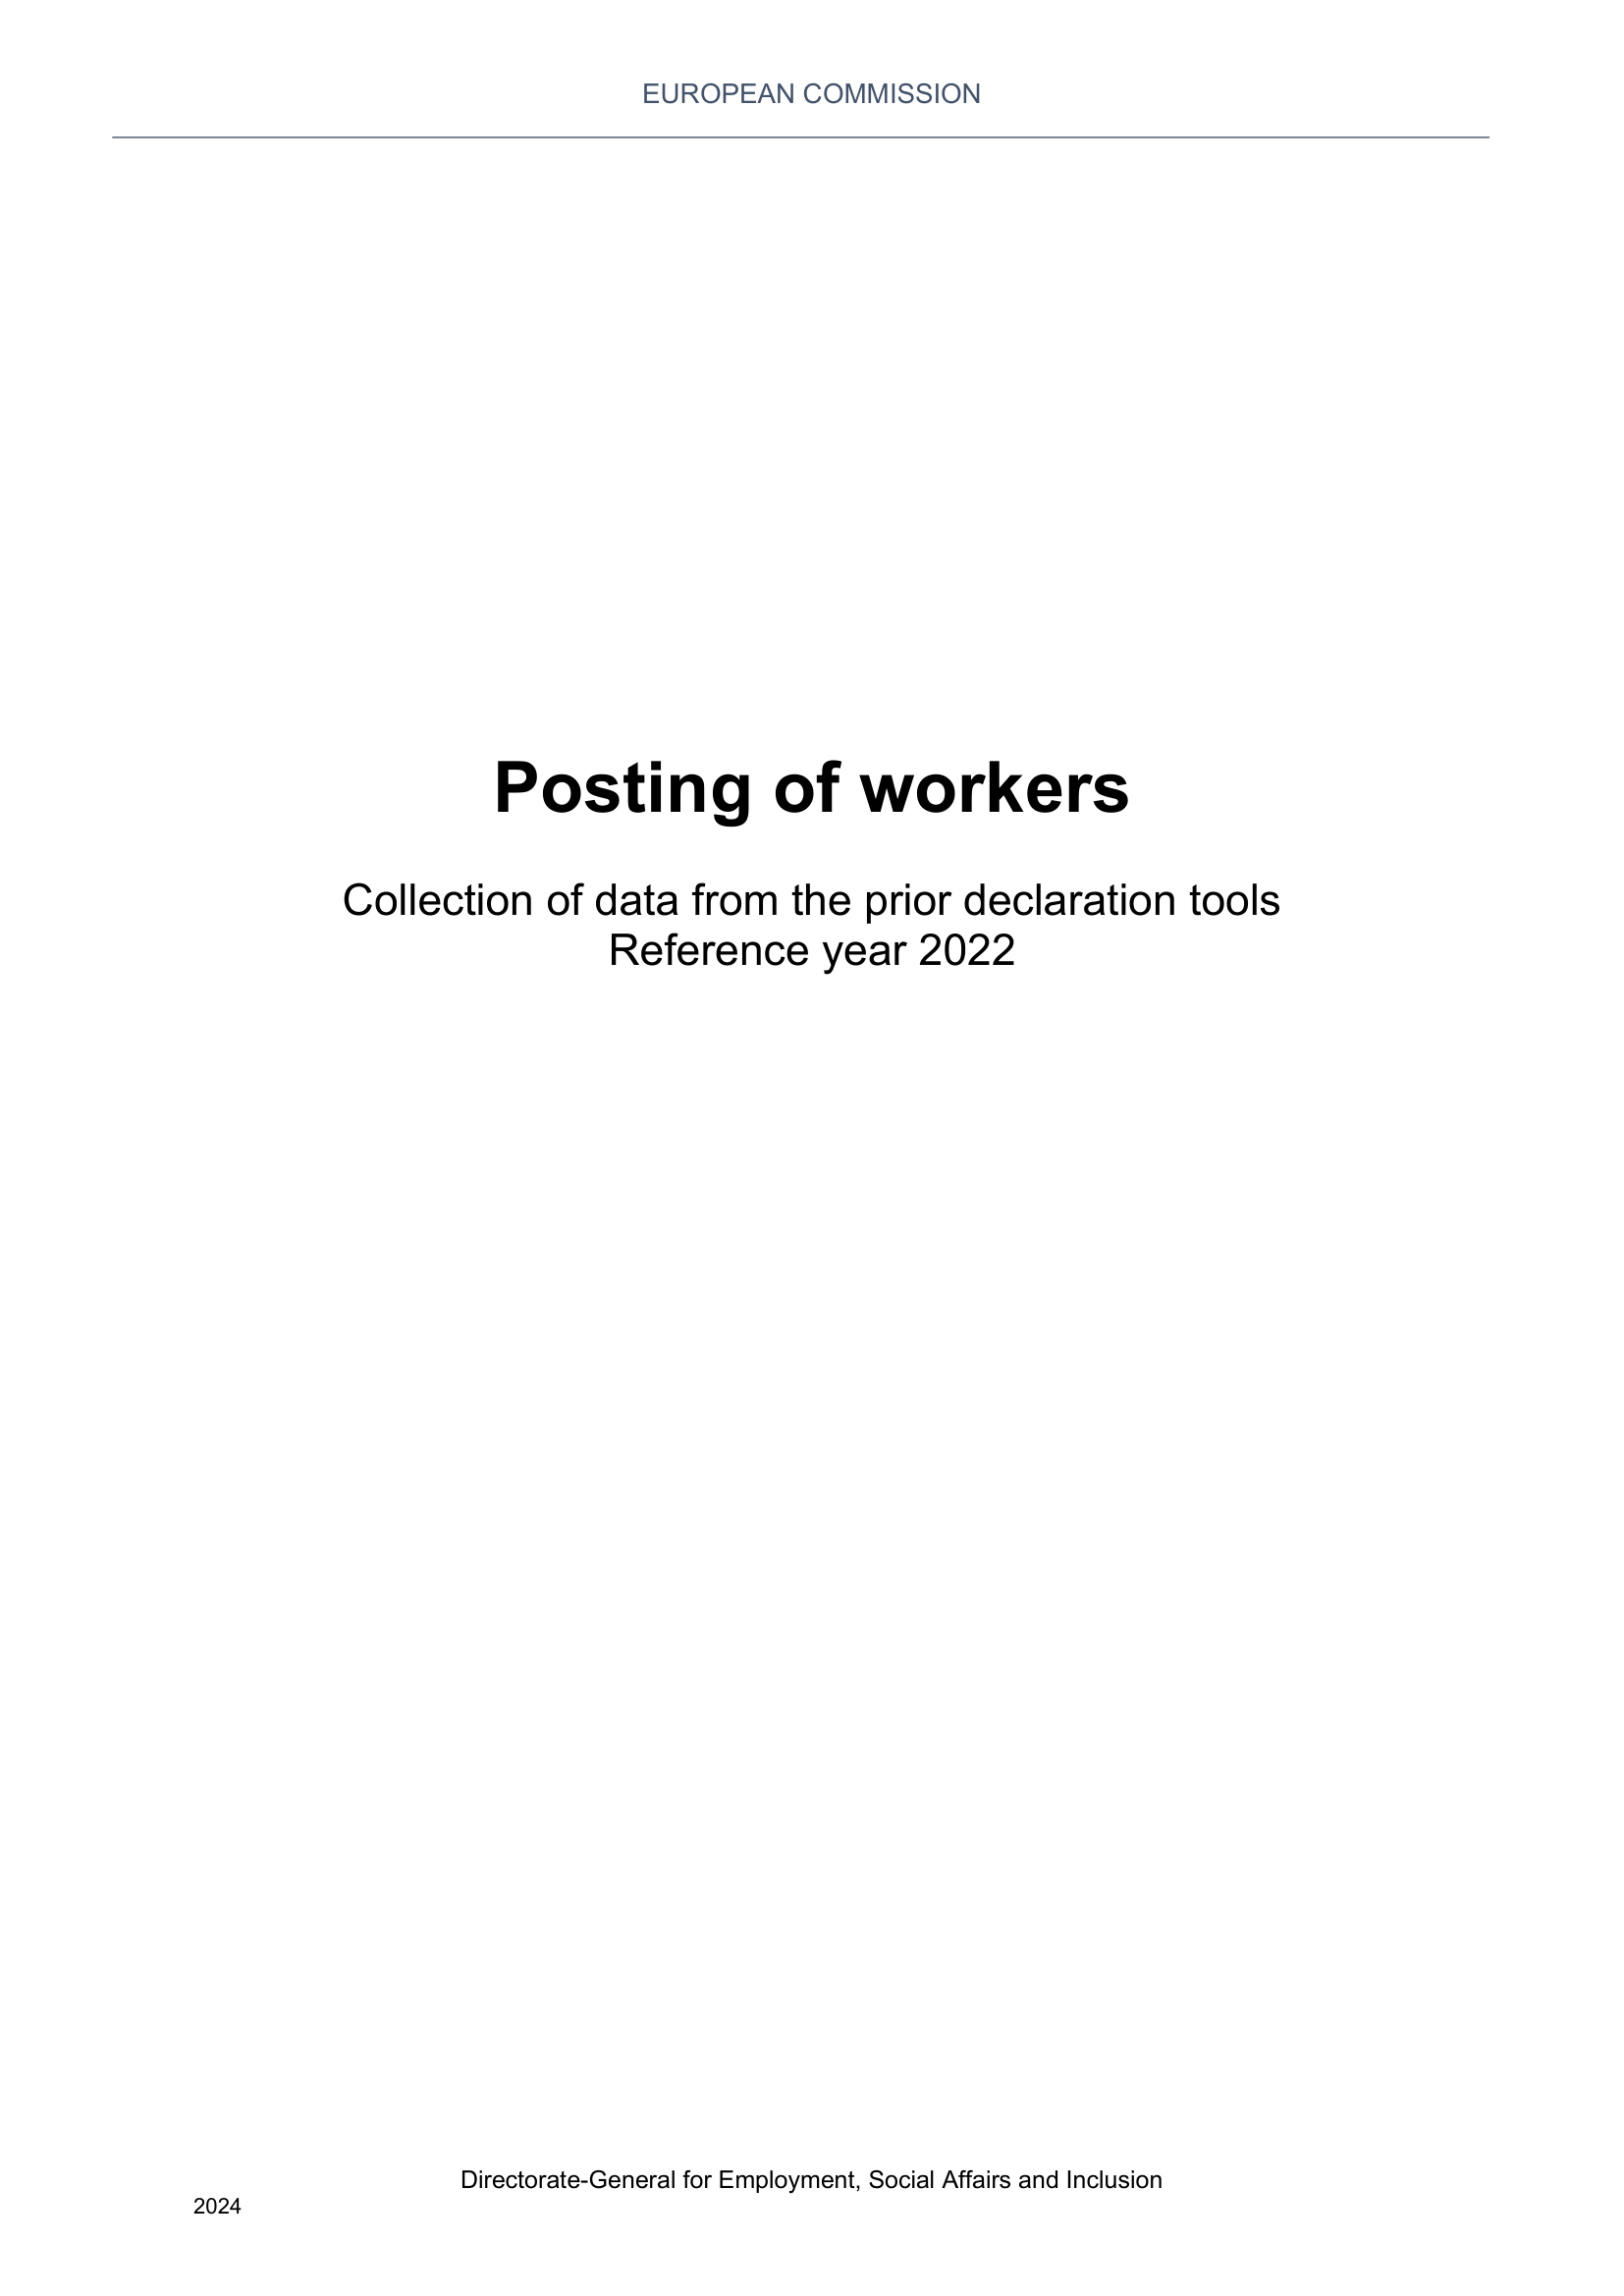 EUROPEAN COMMISSION
Posting of workers
Collection of data from the prior declaration tools
Reference year 2022
Directorate-General for Employment, Social Affairs and Inclusion
2024